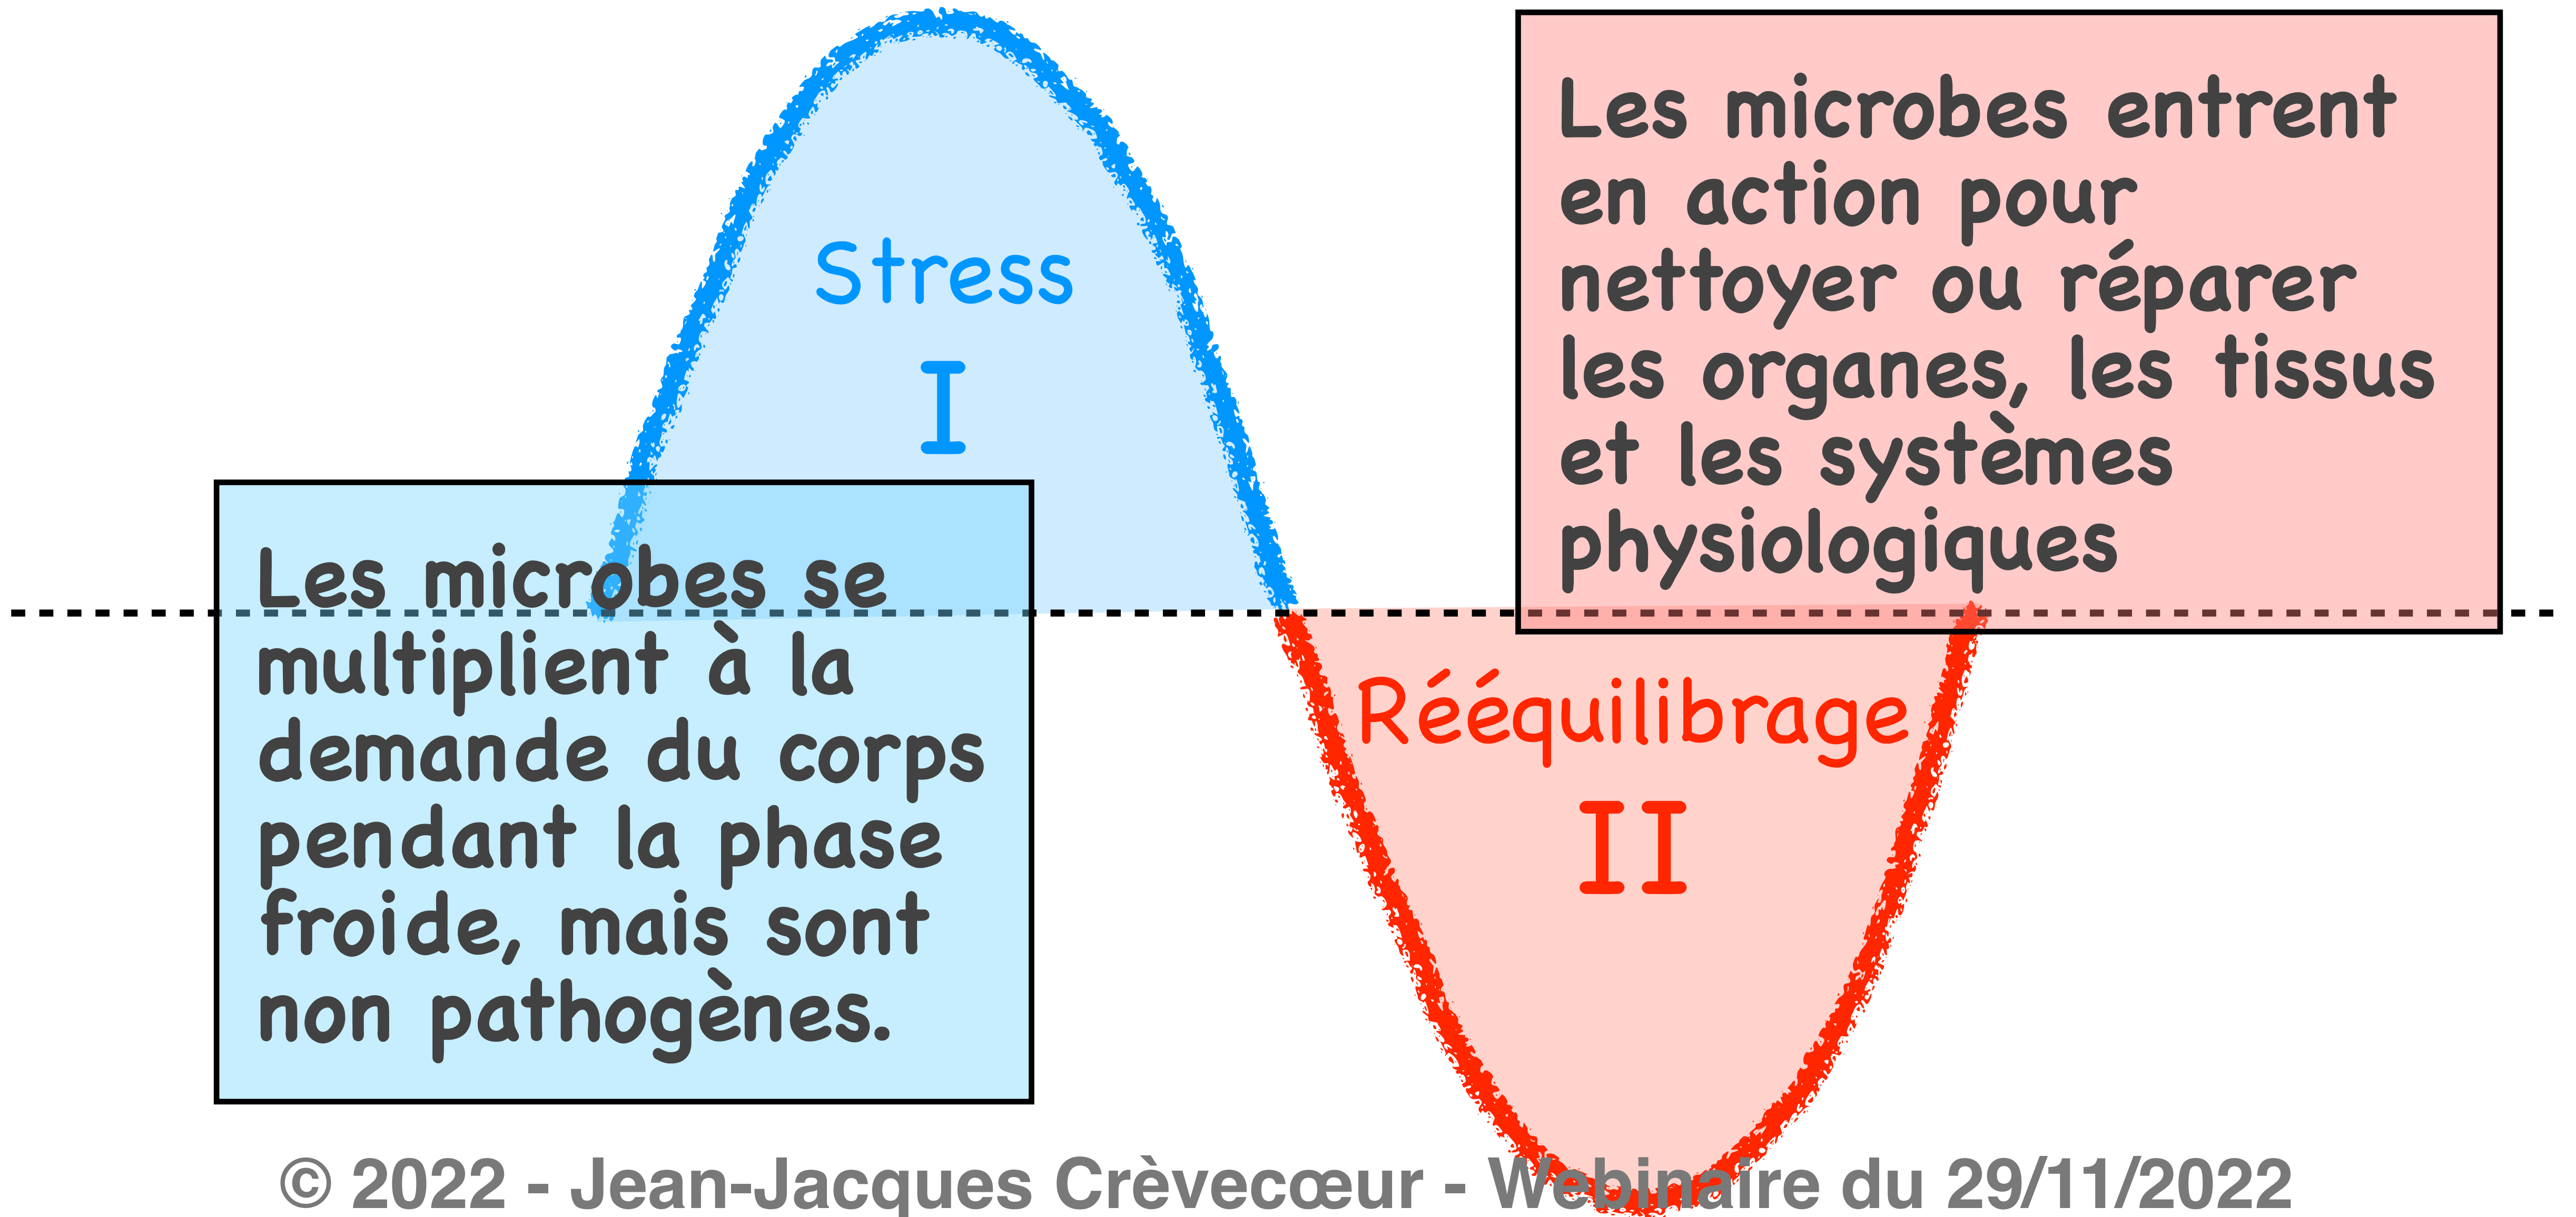 Stress
I
Les microbes se
multiplient à la
demande du corps
pendant la phase
froide, mais sont
non pathogènes.
Les microbes entrent
en action pour
nettoyer ou réparer
les organes, les tissus
et les systèmes
physiologiques
Rééquilibrage
II
© 2022 - Jean-Jacques Crèvecœur - Webinaire du 29/11/2022